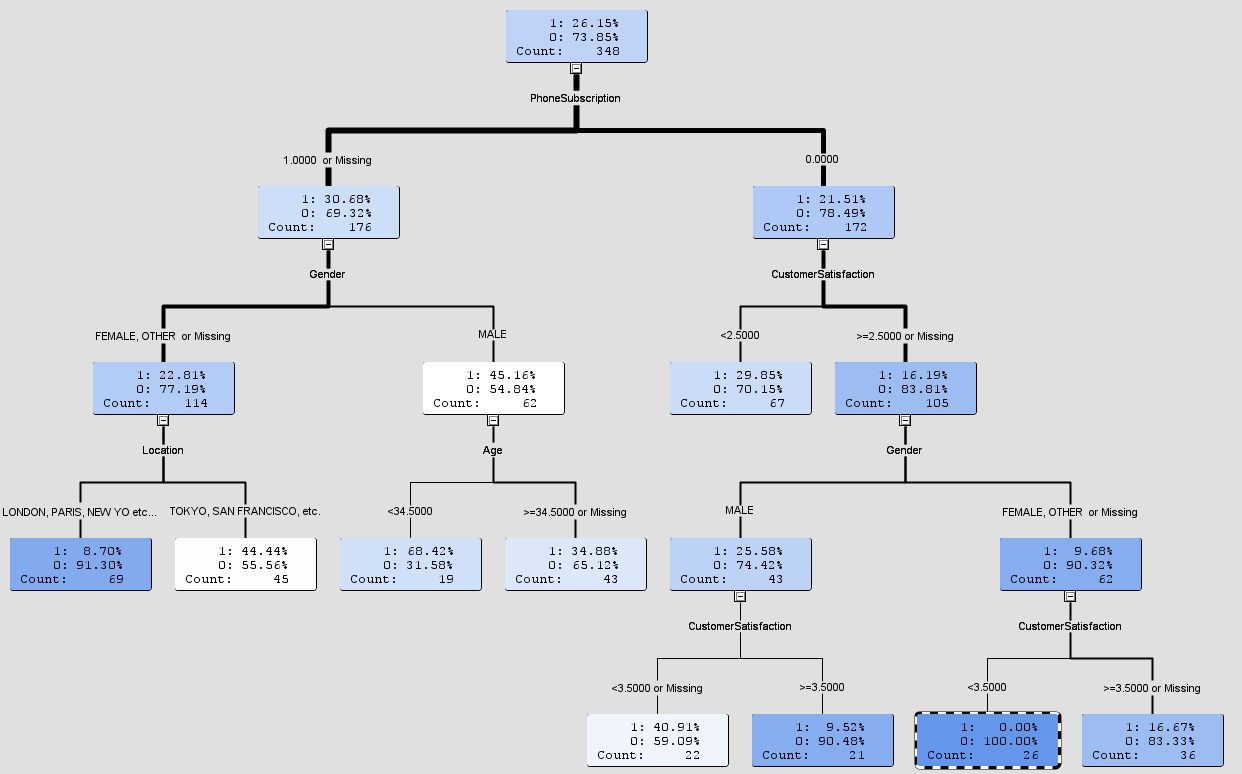 1: 26.15%
0: 73.85%
Count: 348
PhoneSubscription
1.0000 or Missing
0.0000
1: 30.68%
0: 69.32%
Count: 176
1: 21.51%
0: 78.49%
Count: 172
Gender
CustomerSatisfaction
FEMALE, OTHER or Missing
MALE
<2.5000
>=2.5000 or Missing
1: 22.81%
0: 77.19%
Count: 114
1: 45.16%
0: 54.84%
Count: 62
1: 29.85%
0: 70.15%
Count: 67
1: 16.19%
0: 83.81%
Count: 105
Location
Age
Gender
LONDON, PARIS, NEW YO etc...
TOKYO, SAN FRANCISCO, etc.
<34.5000
>=34.5000 or Missing
MALE
FEMALE, OTHER or Missing
1: 8.70%
0: 91.30%
Count: 69
1: 44.44%
0: 55.56%
Count: 45
1: 68.42%
0: 31.58%
Count: 19
1: 34.88%
0: 65.12%
Count: 43
1: 25.58%
0: 74.42%
Count: 43
1: 9.68%
0: 90.32%
Count: 62
CustomerSatisfaction
CustomerSatisfaction
<3.5000 or Missing
>=3.5000
<3.5000
>=3.5000 or Missing
1: 40.91%
0: 59.09%
Count: 22
1: 9.52%
0: 90.48%
Count: 21
1: 0.00%
0: 100.00%
Count: 26
1: 16.67%
0: 83.33%
Count: 36